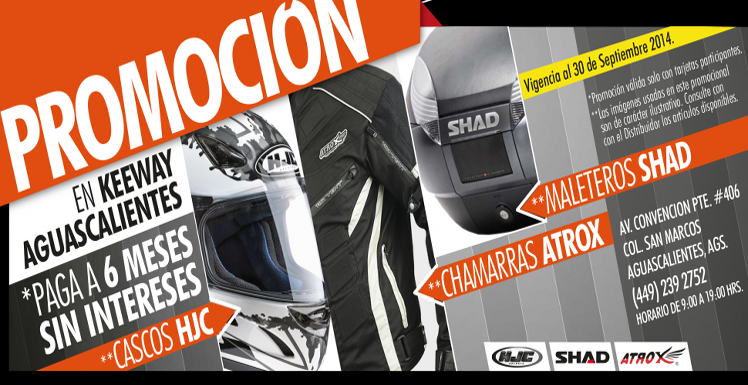 PROMOCIÓN
EN KEEWAY
AGUASCALIENTES
*PAGA A 6 MESES
SIN INTERESES
**CASCOS HJC
HJC
ATROX
SHAD
Vigencia al 30 de Septiembre 2014.
*Promoción válida solo con tarjetas participantes.
**Las imágenes usadas en este promocional
son de carácter ilustrativo. Consulte con
el Distribuidor los artículos disponibles.
**MALETEROS SHAD
**CHAMARRAS ATROX
AV. CONVENCION PTE. #406
COL. SAN MARCOS
AGUASCALIENTES, AGS.
(449) 239 2752
HORARIO DE 9:00 A 19:00 HRS.
HJC
SHAD
ATROX